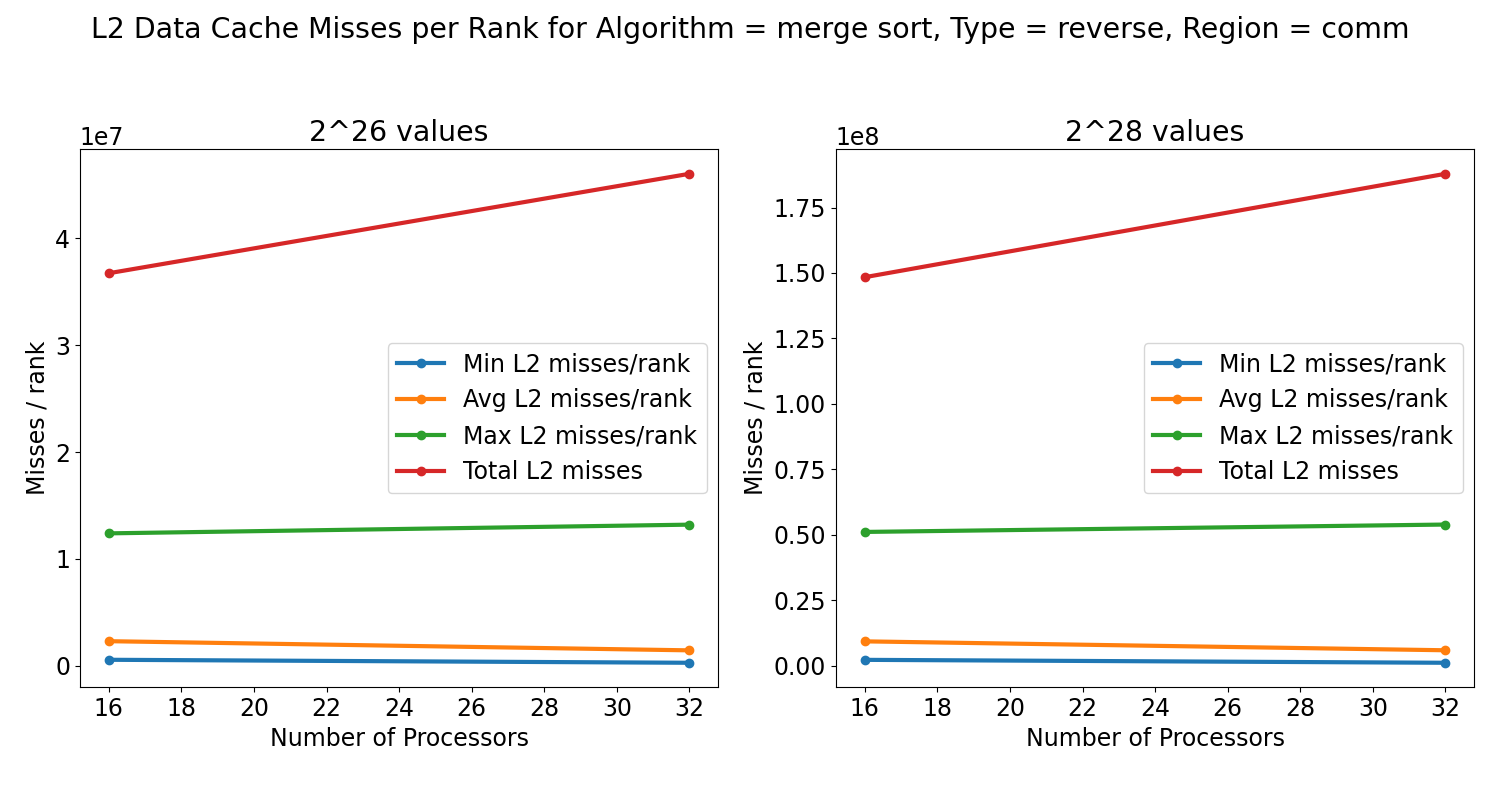 L2 Data Cache Misses per Rank for Algorithm = merge sort, Type = reverse, Region = comm
2^26 values
1e7
4
3
2
1
0
Misses / rank
16 18 20 22 24 26 28 30 32
Number of Processors
Min L2 misses/rank
Avg L2 misses/rank
Max L2 misses/rank
Total L2 misses
2^28 values
1e8
1.75
1.50
1.25
1.00
0.75
0.50
0.25
0.00
Misses / rank
16 18 20 22 24 26 28 30 32
Number of Processors
Min L2 misses/rank
Avg L2 misses/rank
Max L2 misses/rank
Total L2 misses